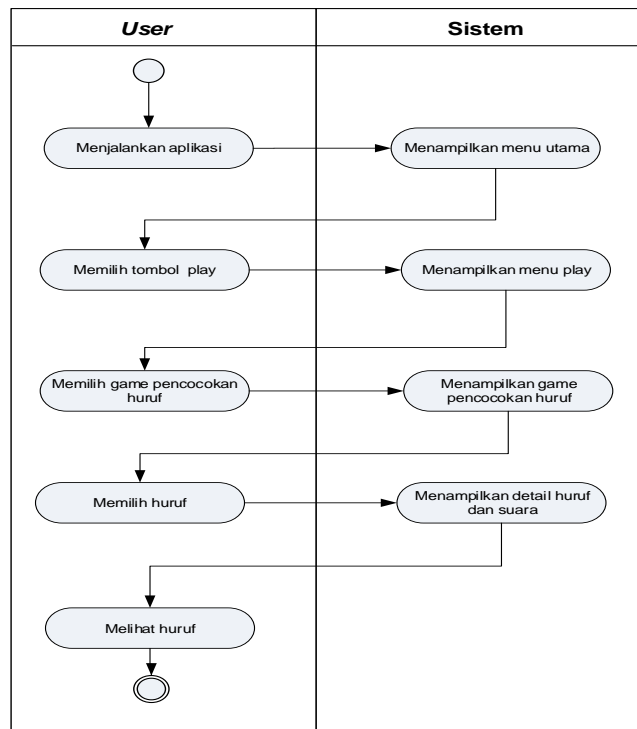 User
Sistem
Menjalankan aplikasi
Menampilkan menu utama
Memilih tombol play
Menampilkan menu play
Memilih game pencocokan
huruf
Menampilkan game
pencocokan huruf
Memilih huruf
Menampilkan detail huruf
dan suara
Melihat huruf